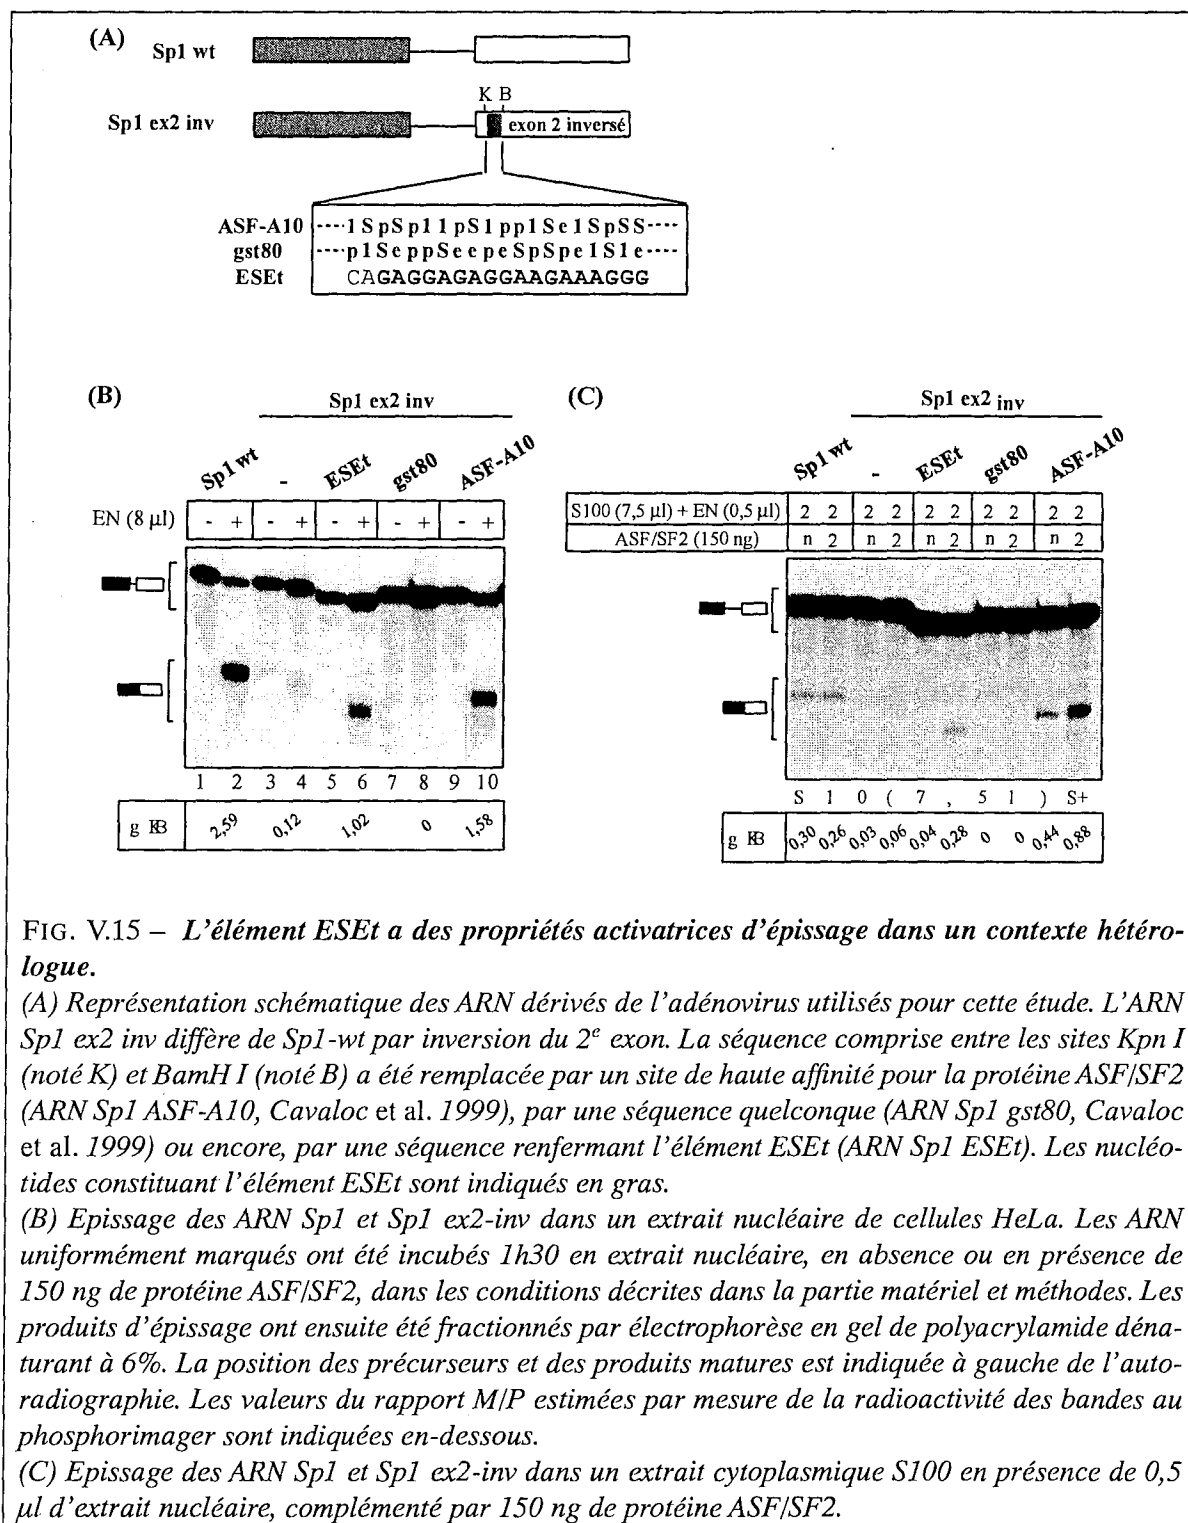 (A)
Sp1 wt
K B
Sp1 ex2 inv
exon 2 inversé
ASF-A10 ----1SpSp11pS1pp1Se1SpSS----
gst80 ----p1SeppSeepeSpSpe1S1e----
ESEt CAGAGGAGAGGAAGAAAGGG
(B)
Sp1 ex2 inv
Sp1 wt - ESEt gst80 ASF-A10
EN (8 µl) - + - + - + - + - +
1 2 3 4 5 6 7 8 9 10
g KB 2,59 0,12 1,02 0 1,58
(C)
Sp1 ex2 inv
Sp1 wt - ESEt gst80 ASF-A10
S100 (7,5 µl) + EN (0,5 µl) 2 2 2 2 2 2 2 2 2 2
ASF/SF2 (150 ng) n 2 n 2 n 2 n 2 n 2
S 1 0 ( 7 , 5 1 ) S+
g KB 0,30 0,26 0,03 0,06 0,04 0,28 0 0 0,44 0,88
FIG. V.15 – L'élément ESEt a des propriétés activatrices d'épissage dans un contexte hétéro-
logue.
(A) Représentation schématique des ARN dérivés de l'adénovirus utilisés pour cette étude. L'ARN
Sp1 ex2 inv diffère de Sp1-wt par inversion du 2e exon. La séquence comprise entre les sites Kpn I
(noté K) et BamH I (noté B) a été remplacée par un site de haute affinité pour la protéine ASF/SF2
(ARN Sp1 ASF-A10, Cavaloc et al. 1999), par une séquence quelconque (ARN Sp1 gst80, Cavaloc
et al. 1999) ou encore, par une séquence renfermant l'élément ESEt (ARN Sp1 ESEt). Les nucléo-
tides constituant l'élément ESEt sont indiqués en gras.
(B) Epissage des ARN Sp1 et Sp1 ex2-inv dans un extrait nucléaire de cellules HeLa. Les ARN
uniformément marqués ont été incubés 1h30 en extrait nucléaire, en absence ou en présence de
150 ng de protéine ASF/SF2, dans les conditions décrites dans la partie matériel et méthodes. Les
produits d'épissage ont ensuite été fractionnés par électrophorèse en gel de polyacrylamide déna-
turant à 6%. La position des précurseurs et des produits matures est indiquée à gauche de l'auto-
radiographie. Les valeurs du rapport M/P estimées par mesure de la radioactivité des bandes au
phosphorimager sont indiquées en-dessous.
(C) Epissage des ARN Sp1 et Sp1 ex2-inv dans un extrait cytoplasmique S100 en présence de 0,5
µl d'extrait nucléaire, complémenté par 150 ng de protéine ASF/SF2.